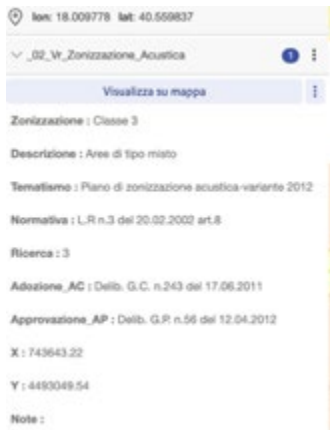 lon: 18.009778 lat: 40.559837
_02_Vr_Zonizzazione_Acustica 1
Visualizza su mappa
Zonizzazione : Classe 3
Descrizione : Aree di tipo misto
Tematismo : Piano di zonizzazione acustica-variante 2012
Normativa : L.R n.3 del 20.02.2002 art.8
Ricerca : 3
Adozione_AC : Delib. G.C. n.243 del 17.06.2011
Approvazione_AP : Delib. G.P. n.56 del 12.04.2012
X : 743643.22
Y : 4493049.54
Note :